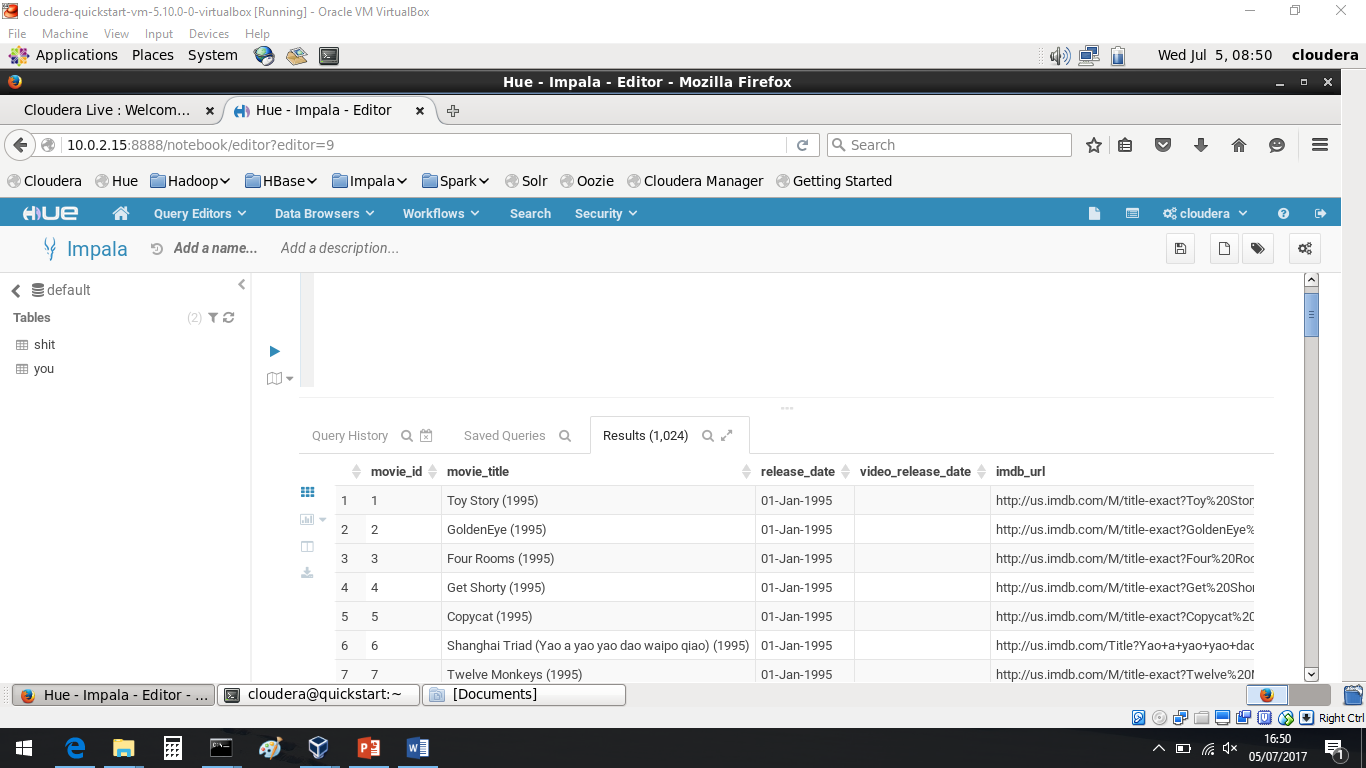 cloudera-quickstart-vm-5.10.0-0-virtualbox [Running] - Oracle VM VirtualBox
File Machine View Input Devices Help
Applications Places System Wed Jul 5, 08:50 cloudera
Hue - Impala - Editor - Mozilla Firefox
Cloudera Live : Welcom... Hue - Impala - Editor
10.0.2.15:8888/notebook/editor?editor=9 Search
Cloudera Hue Hadoop HBase Impala Spark Solr Oozie Cloudera Manager Getting Started
HUE Query Editors Data Browsers Workflows Search Security cloudera
Impala Add a name... Add a description...
default
Tables (2)
shit
you
Query History Saved Queries Results (1,024)
movie_id movie_title release_date video_release_date imdb_url
1 1 Toy Story (1995) 01-Jan-1995 http://us.imdb.com/M/title-exact?Toy%20Stor
2 2 GoldenEye (1995) 01-Jan-1995 http://us.imdb.com/M/title-exact?GoldenEye%
3 3 Four Rooms (1995) 01-Jan-1995 http://us.imdb.com/M/title-exact?Four%20Roo
4 4 Get Shorty (1995) 01-Jan-1995 http://us.imdb.com/M/title-exact?Get%20Shor
5 5 Copycat (1995) 01-Jan-1995 http://us.imdb.com/M/title-exact?Copycat%20
6 6 Shanghai Triad (Yao a yao yao dao waipo qiao) (1995) 01-Jan-1995 http://us.imdb.com/Title?Yao+a+yao+yao+dao
7 7 Twelve Monkeys (1995) 01-Jan-1995 http://us.imdb.com/M/title-exact?Twelve%20M
Hue - Impala - Editor - ... cloudera@quickstart:~ [Documents]
Right Ctrl
16:50
05/07/2017
1